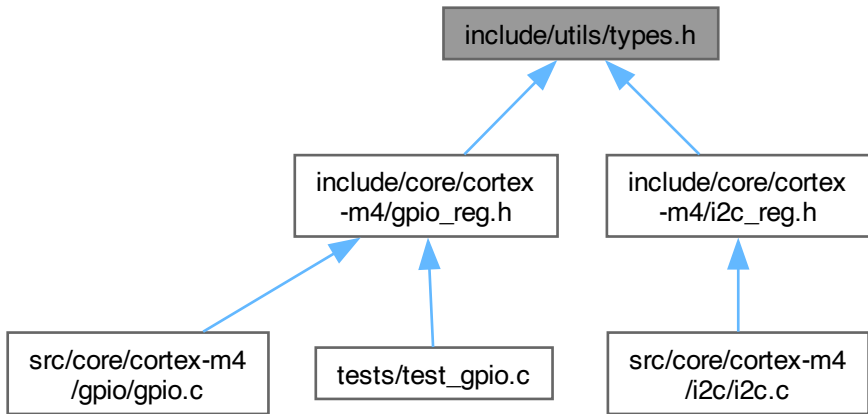 include/utils/types.h
include/core/cortex
-m4/gpio_reg.h
include/core/cortex
-m4/i2c_reg.h
src/core/cortex-m4
/gpio/gpio.c
tests/test_gpio.c
src/core/cortex-m4
/i2c/i2c.c